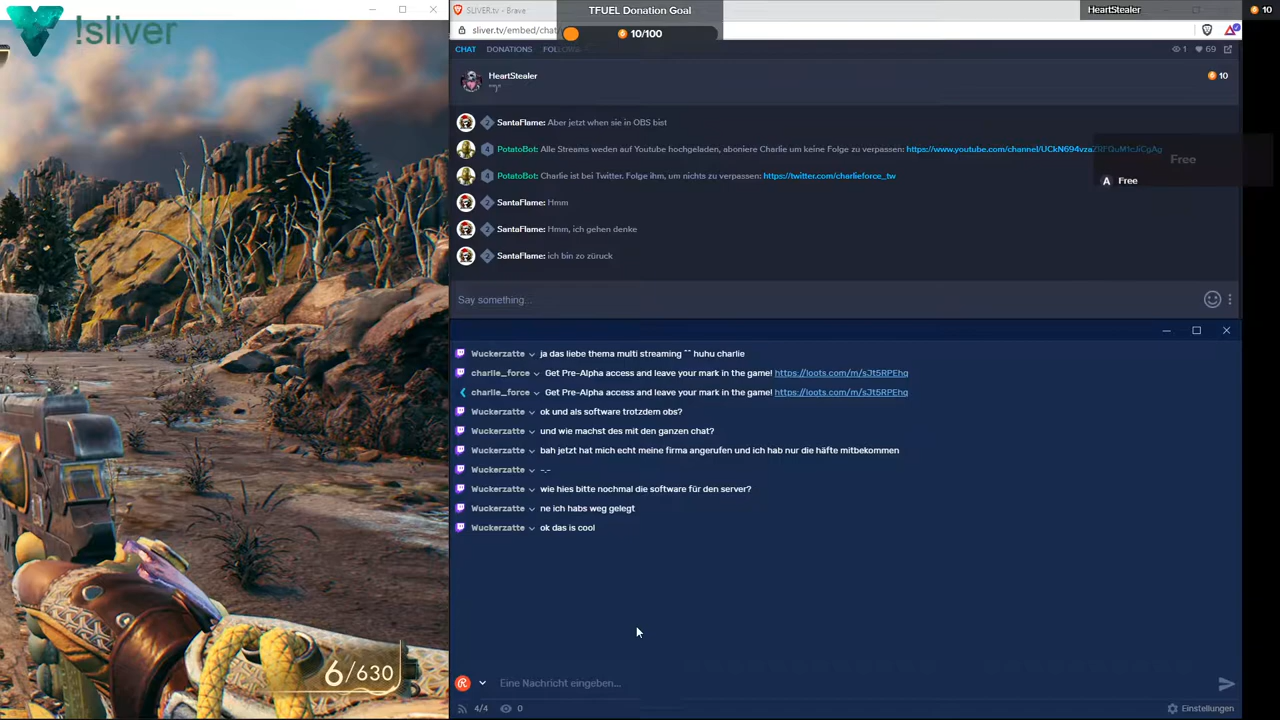 !sliver
SLIVER.tv - Brave
TFUEL Donation Goal
HeartStealer
10
sliver.tv/embed/chat
10/100
CHAT DONATIONS
1 69
HeartStealer
10
SantaFlame: Aber jetzt when sie in OBS bist
PotatoBot: Alle Streams weden auf Youtube hochgeladen, aboniere Charlie um keine Folge zu verpassen:
Free
PotatoBot: Charlie ist bei Twitter. Folge ihm, um nichts zu verpassen: https://twitter.com/charlieforce_tw
A Free
SantaFlame: Hmm
SantaFlame: Hmm, ich gehen denke
SantaFlame: ich bin zo züruck
Say something...
Wuckerzatte ja das liebe thema multi streaming ^^ huhu charlie
charlie_force Get Pre-Alpha access and leave your mark in the game! https://loots.com/m/sJt5RPEhq
charlie_force Get Pre-Alpha access and leave your mark in the game! https://loots.com/m/sJt5RPEhq
Wuckerzatte ok und als software trotzdem obs?
Wuckerzatte und wie machst des mit den ganzen chat?
Wuckerzatte bah jetzt hat mich echt meine firma angerufen und ich hab nur die häfte mitbekommen
Wuckerzatte -.-
Wuckerzatte wie hies bitte nochmal die software für den server?
Wuckerzatte ne ich habs weg gelegt
Wuckerzatte ok das is cool
6/630
Eine Nachricht eingeben...
4/4 0 Einstellungen